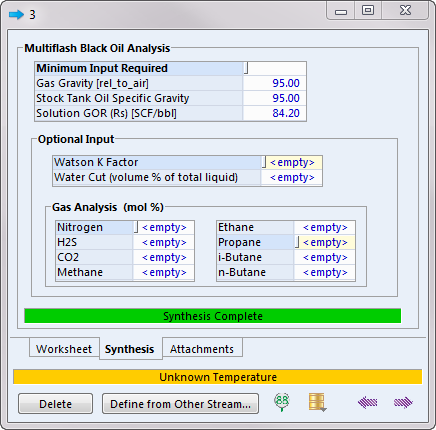 3
Multiflash Black Oil Analysis
Minimum Input Required
Gas Gravity [rel_to_air] 95.00
Stock Tank Oil Specific Gravity 95.00
Solution GOR (Rs) [SCF/bbl] 84.20
Optional Input
Watson K Factor <empty>
Water Cut (volume % of total liquid) <empty>
Gas Analysis (mol %)
Nitrogen <empty> Ethane <empty>
H2S <empty> Propane <empty>
CO2 <empty> i-Butane <empty>
Methane <empty> n-Butane <empty>
Synthesis Complete
Worksheet Synthesis Attachments
Unknown Temperature
Delete Define from Other Stream...